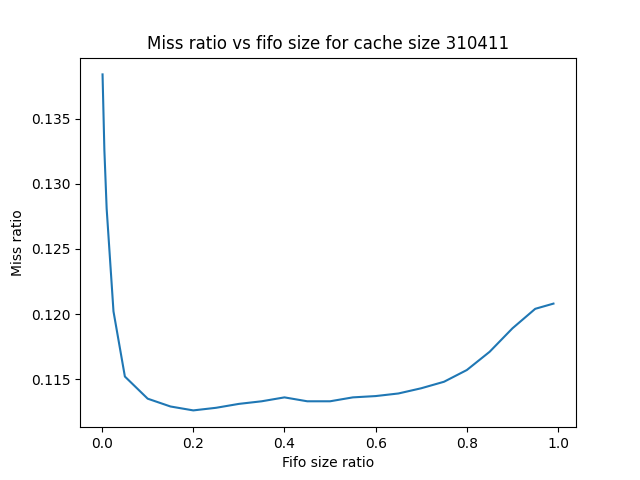 Miss ratio vs fifo size for cache size 310411
0.135
0.130
0.125
0.120
0.115
Miss ratio
0.0 0.2 0.4 0.6 0.8 1.0
Fifo size ratio